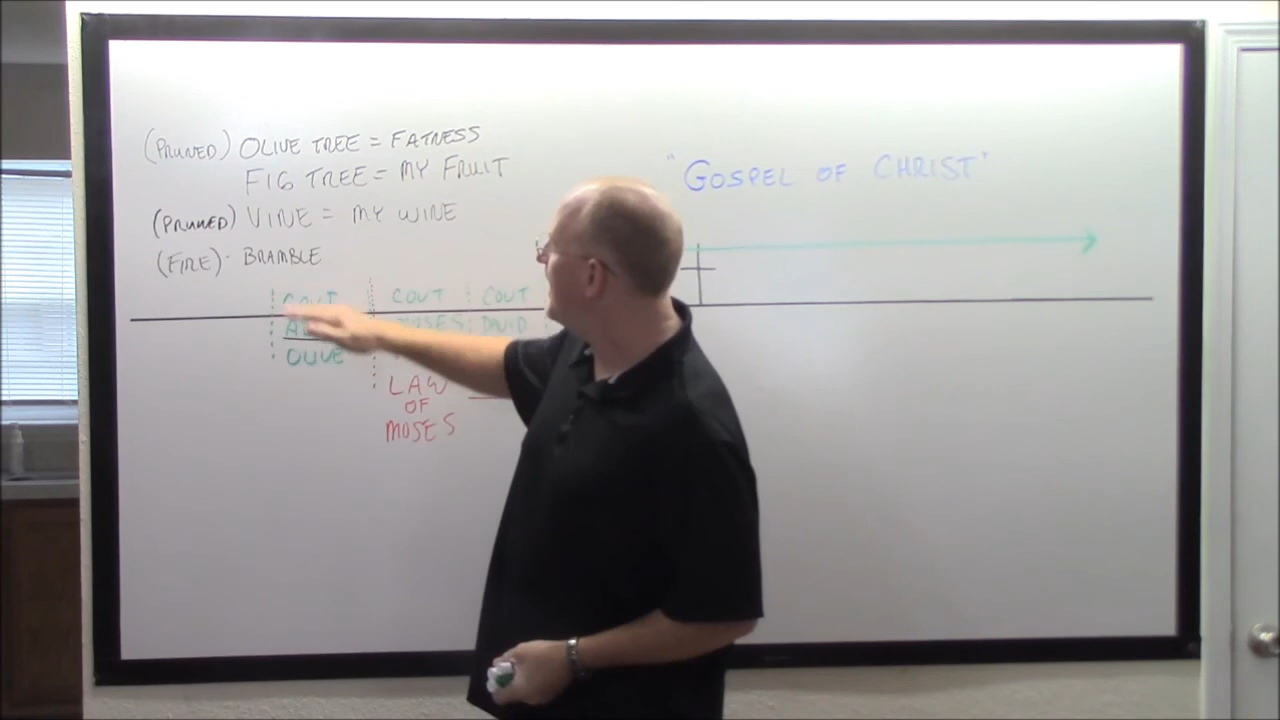 (PRUNED) OLIVE TREE = FATNESS
FIG TREE = MY FRUIT
(PRUNED) VINE = MY WINE
(FIRE) - BRAMBLE
"GOSPEL OF CHRIST"
COVT COVT COVT
MOSES DAVID
OLIVE
LAW
OF
MOSES